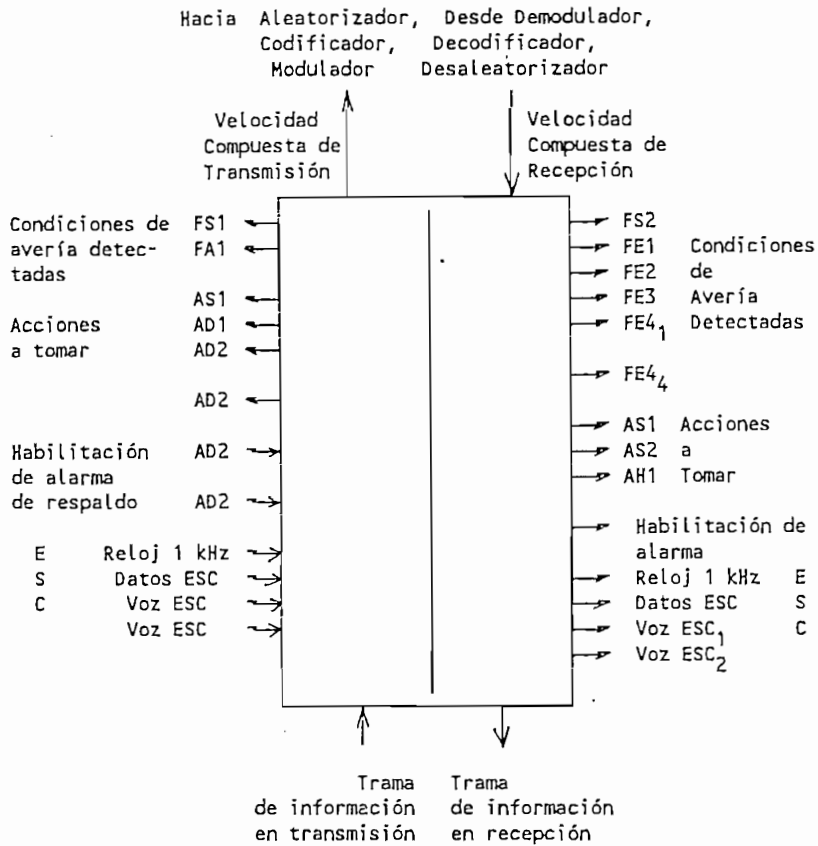 Hacia Aleatorizador, Desde Demodulador,
Codificador, Decodificador,
Modulador Desaleatorizador
Velocidad
Compuesta de
Transmisión
Velocidad
Compuesta de
Recepción
Condiciones de
avería detec-
tadas
FS1
FA1
AS1
Acciones
a tomar
AD1
AD2
AD2
Habilitación
de alarma
de respaldo
AD2
AD2
E Reloj 1 kHz
S Datos ESC
C Voz ESC
Voz ESC
FS2
FE1 Condiciones
FE2 de
FE3 Avería
FE4₁ Detectadas
FE4₄
AS1 Acciones
AS2 a
AH1 Tomar
Habilitación de
alarma
Reloj 1 kHz E
Datos ESC S
Voz ESC₁ C
Voz ESC₂
Trama
de información
en transmisión
Trama
de información
en recepción